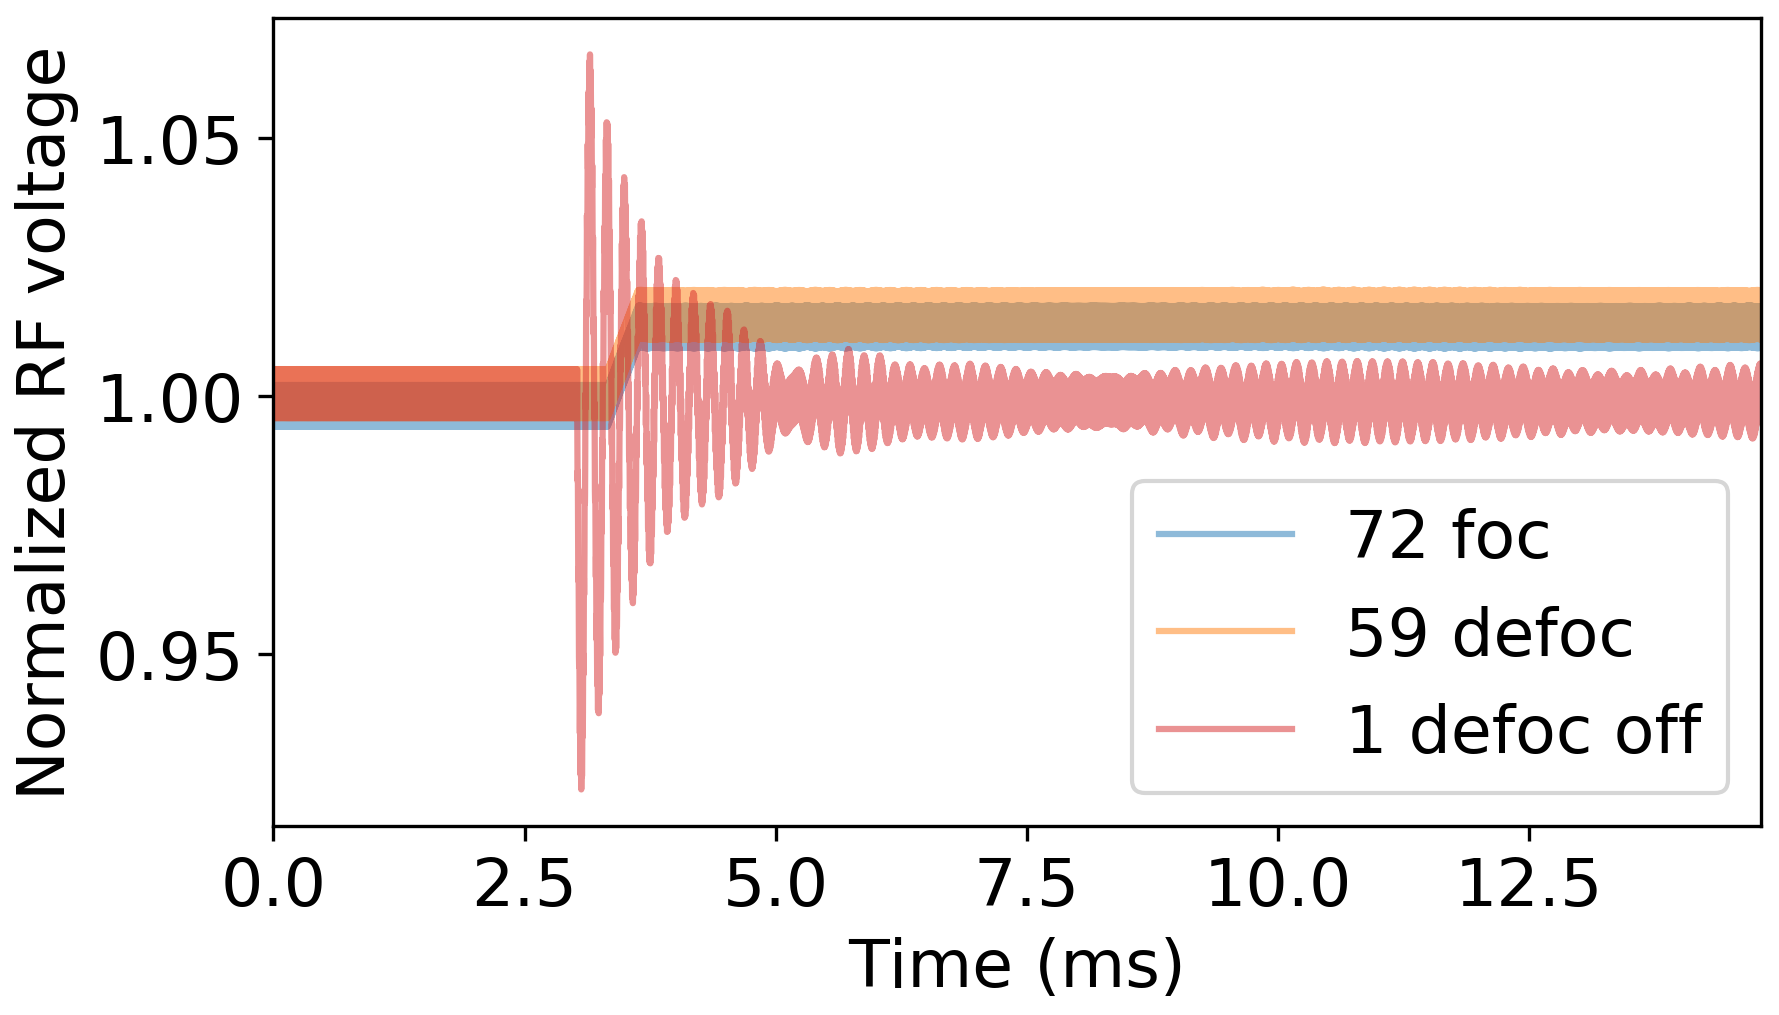 Normalized RF voltage
1.05
1.00
0.95
72 foc
59 defoc
1 defoc off
0.0 2.5 5.0 7.5 10.0 12.5
Time (ms)